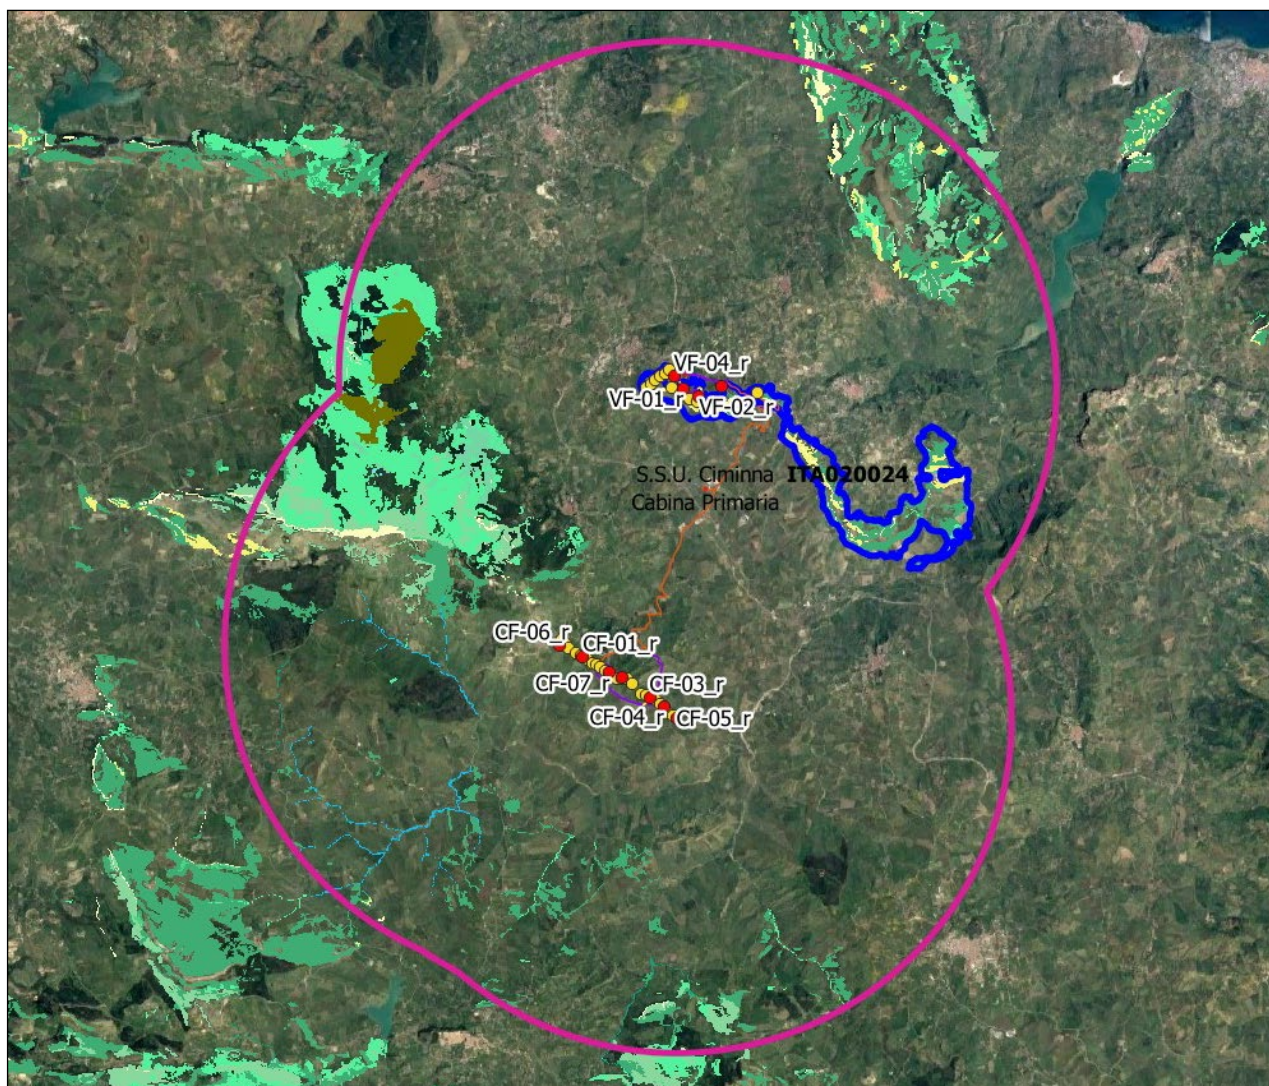 VF-04_r
VF-01_r
VF-02_r
S.S.U. Ciminna ITA020024
Cabina Primaria
CF-06_r
CF-01_r
CF-07_r
CF-03_r
CF-04_r
CF-05_r